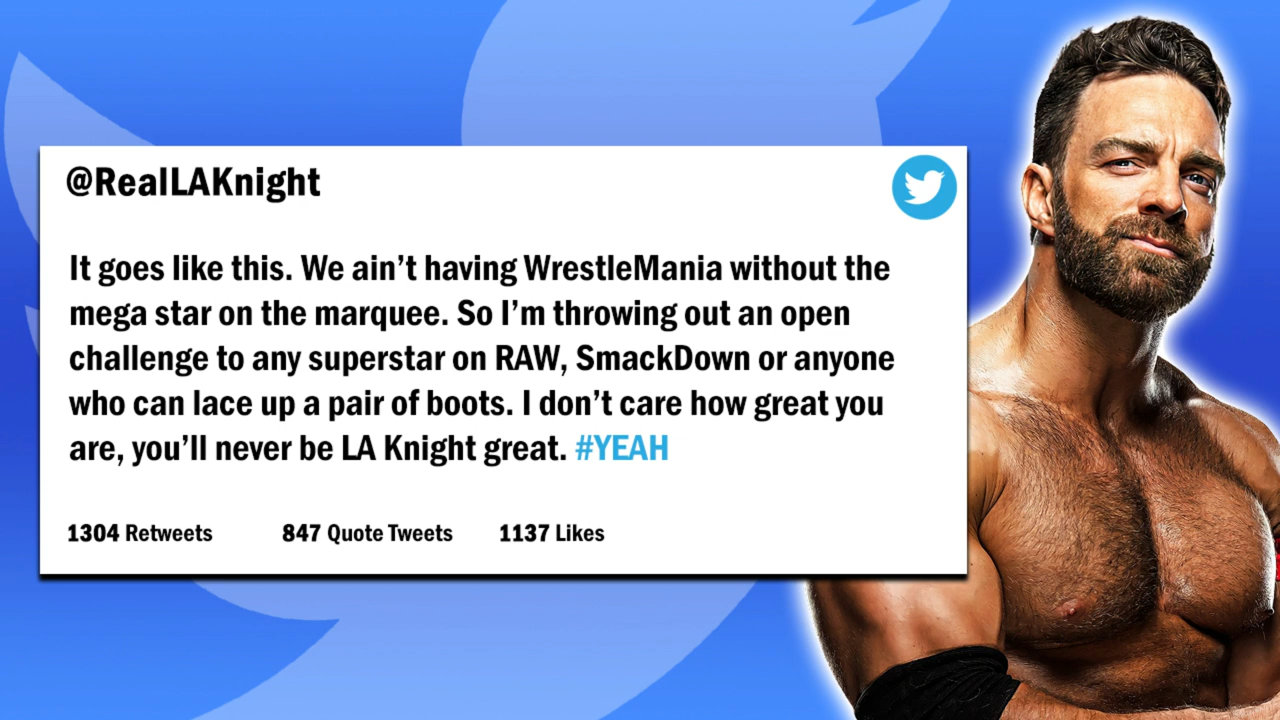 @RealLAKnight
It goes like this. We ain’t having WrestleMania without the
mega star on the marquee. So I’m throwing out an open
challenge to any superstar on RAW, SmackDown or anyone
who can lace up a pair of boots. I don’t care how great you
are, you’ll never be LA Knight great. #YEAH
1304 Retweets 847 Quote Tweets 1137 Likes